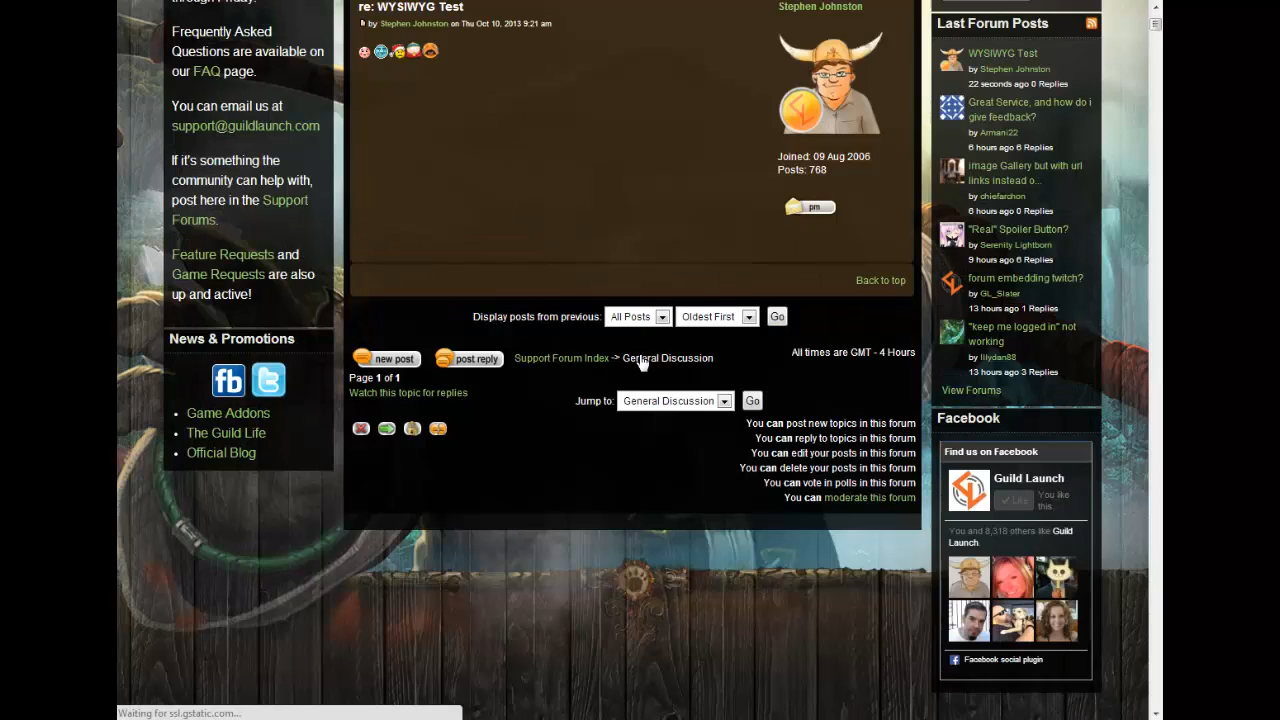 through Friday.
Frequently Asked
Questions are available on
our FAQ page.
You can email us at
support@guildlaunch.com
If it's something the
community can help with,
post here in the Support
Forums.
Feature Requests and
Game Requests are also
up and active!
News & Promotions
fb
Game Addons
The Guild Life
Official Blog
re: WYSIWYG Test
by Stephen Johnston on Thu Oct 10, 2013 9:21 am
Stephen Johnston
Joined: 09 Aug 2006
Posts: 768
pm
Back to top
Display posts from previous: All Posts Oldest First Go
new post post reply Support Forum Index -> General Discussion
All times are GMT - 4 Hours
Page 1 of 1
Watch this topic for replies
Jump to: General Discussion Go
You can post new topics in this forum
You can reply to topics in this forum
You can edit your posts in this forum
You can delete your posts in this forum
You can vote in polls in this forum
You can moderate this forum
Last Forum Posts
WYSIWYG Test
by Stephen Johnston
22 seconds ago 0 Replies
Great Service, and how do i
give feedback?
by Armani22
6 hours ago 6 Replies
image Gallery but with url
links instead o...
by chiefarchon
6 hours ago 0 Replies
"Real" Spoiler Button?
by Serenity Lightborn
9 hours ago 6 Replies
forum embedding twitch?
by GL_Slater
13 hours ago 1 Replies
"keep me logged in" not
working
by lilydan88
13 hours ago 3 Replies
View Forums
Facebook
Find us on Facebook
Guild Launch
Like
You like
this.
You and 8,318 others like Guild
Launch.
Facebook social plugin
Waiting for ssl.gstatic.com...